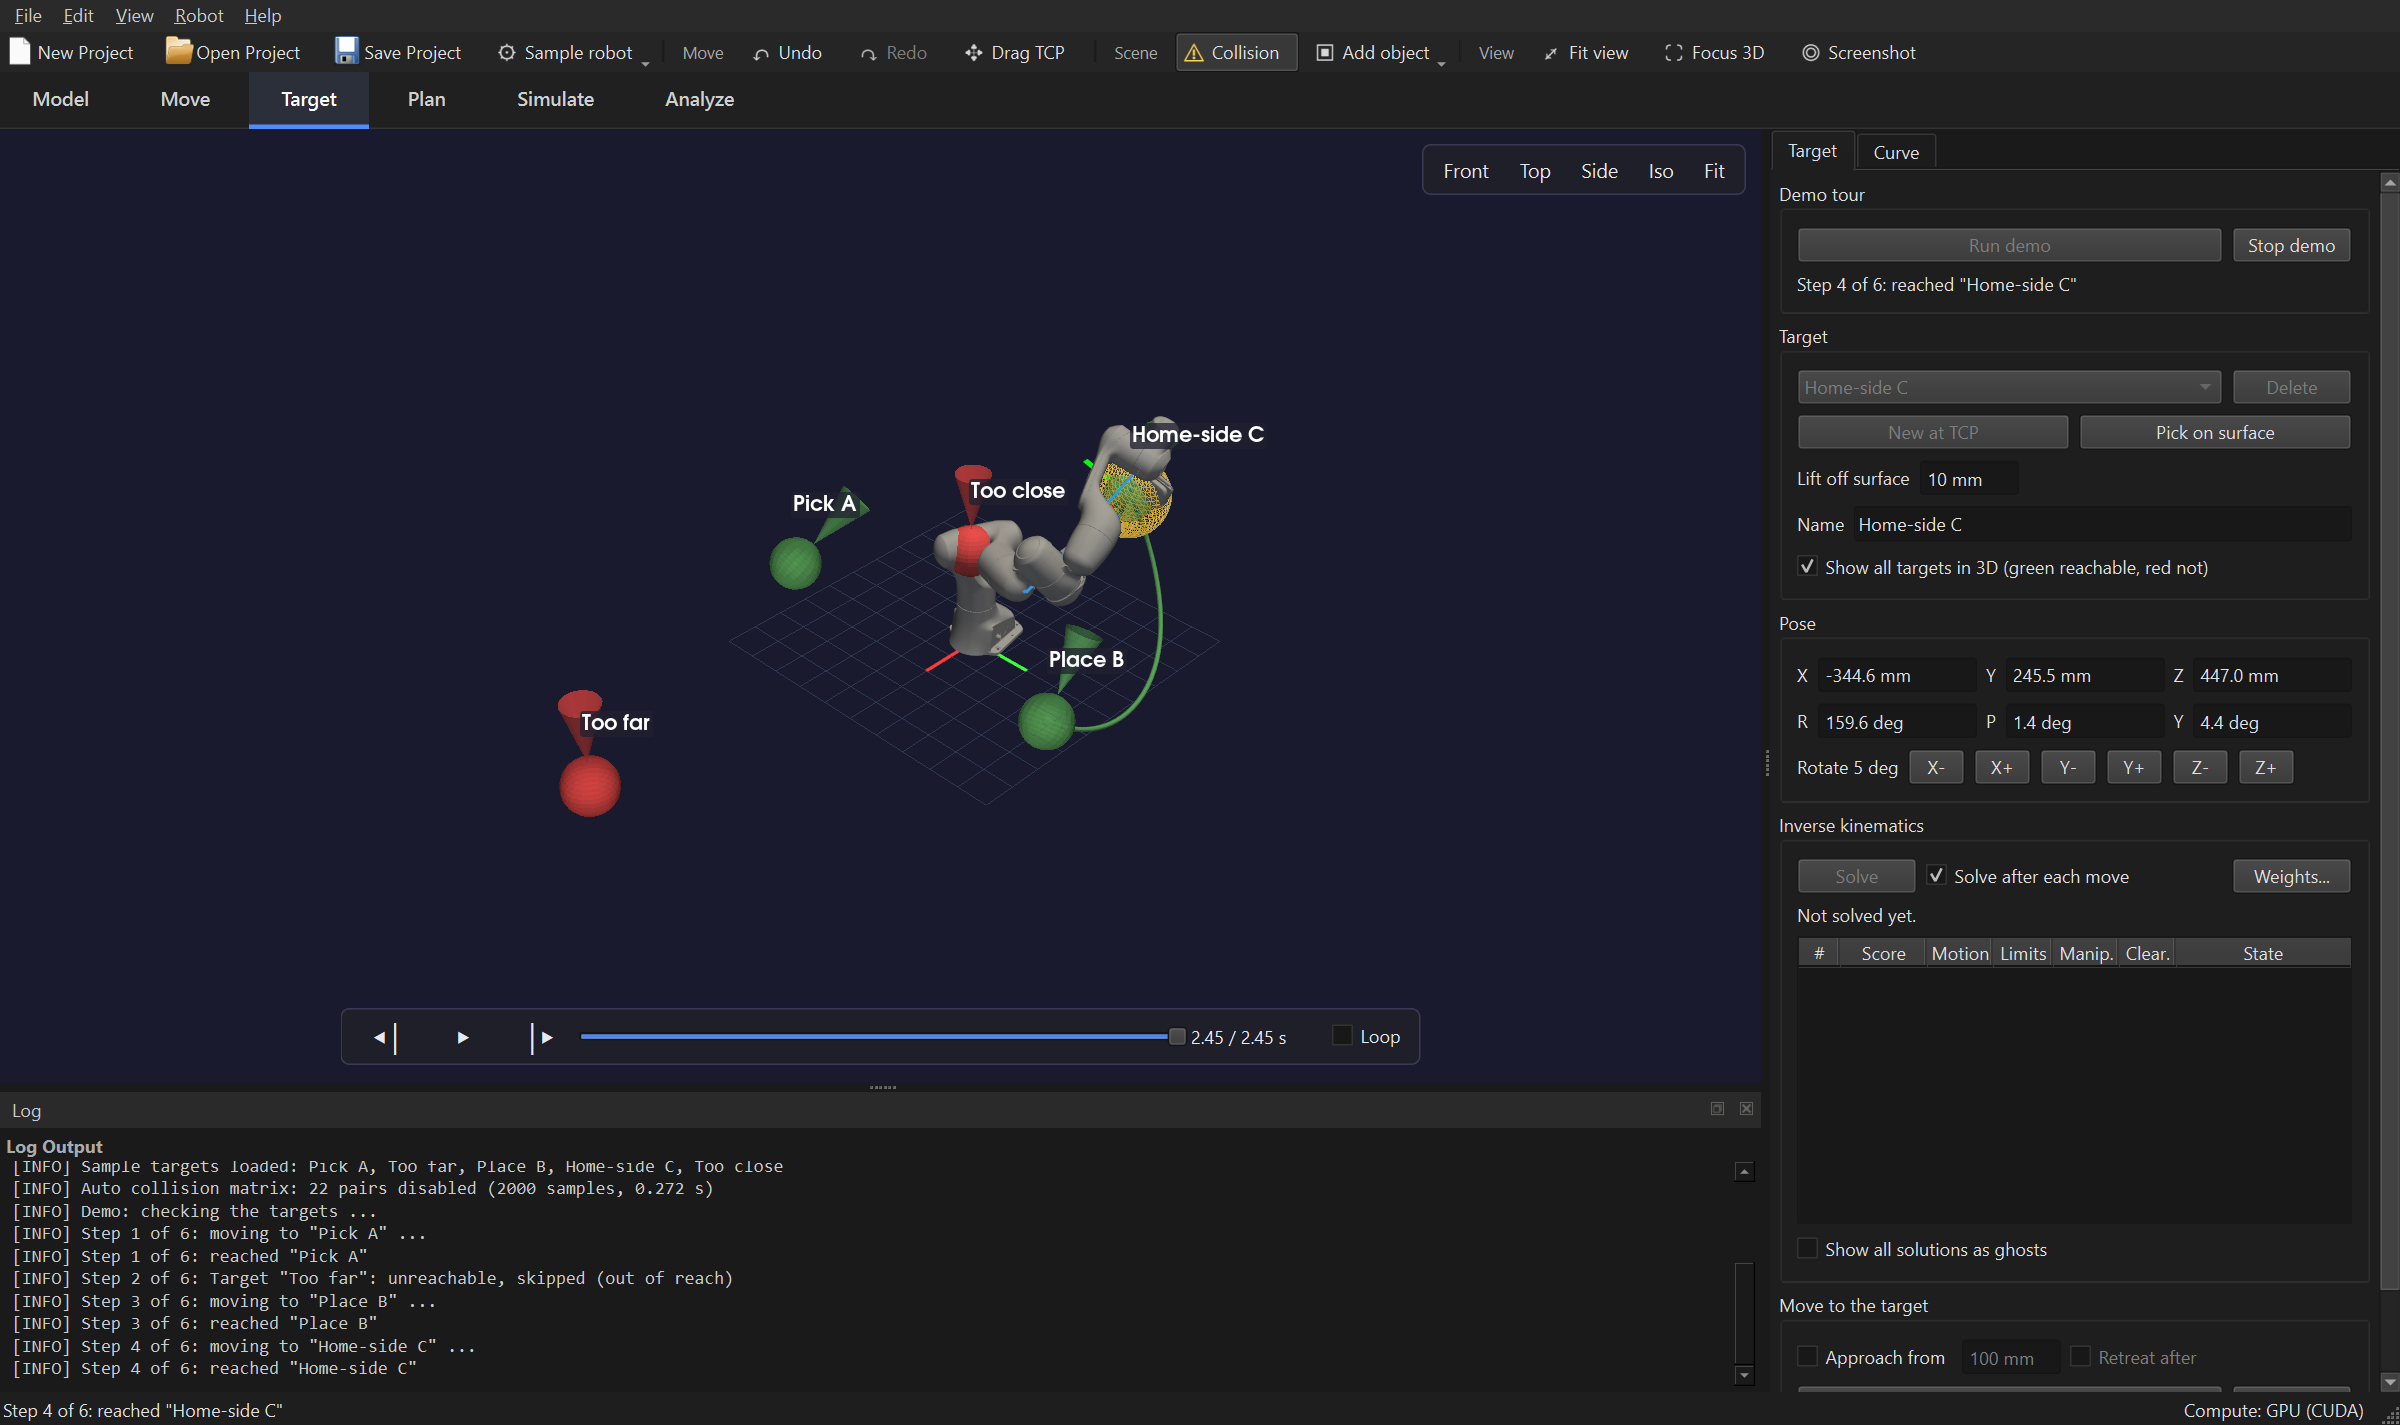 File Edit View Robot Help
New Project Open Project Save Project Sample robot Move Undo Redo Drag TCP Scene Collision Add object View Fit view Focus 3D Screenshot
Model Move Target Plan Simulate Analyze
Front Top Side Iso Fit
Home-side C
Too close
Pick A
Place B
Too far
2.45 / 2.45 s Loop
Log
Log Output
[INFO] Sample targets loaded: Pick A, Too far, Place B, Home-side C, Too close
[INFO] Auto collision matrix: 22 pairs disabled (2000 samples, 0.272 s)
[INFO] Demo: checking the targets ...
[INFO] Step 1 of 6: moving to "Pick A" ...
[INFO] Step 1 of 6: reached "Pick A"
[INFO] Step 2 of 6: Target "Too far": unreachable, skipped (out of reach)
[INFO] Step 3 of 6: moving to "Place B" ...
[INFO] Step 3 of 6: reached "Place B"
[INFO] Step 4 of 6: moving to "Home-side C" ...
[INFO] Step 4 of 6: reached "Home-side C"
Target Curve
Demo tour
Run demo Stop demo
Step 4 of 6: reached "Home-side C"
Target
Home-side C Delete
New at TCP Pick on surface
Lift off surface 10 mm
Name Home-side C
Show all targets in 3D (green reachable, red not)
Pose
X -344.6 mm Y 245.5 mm Z 447.0 mm
R 159.6 deg P 1.4 deg Y 4.4 deg
Rotate 5 deg X- X+ Y- Y+ Z- Z+
Inverse kinematics
Solve Solve after each move Weights...
Not solved yet.
# Score Motion Limits Manip. Clear. State
Show all solutions as ghosts
Move to the target
Approach from 100 mm Retreat after
Step 4 of 6: reached "Home-side C" Compute: GPU (CUDA)